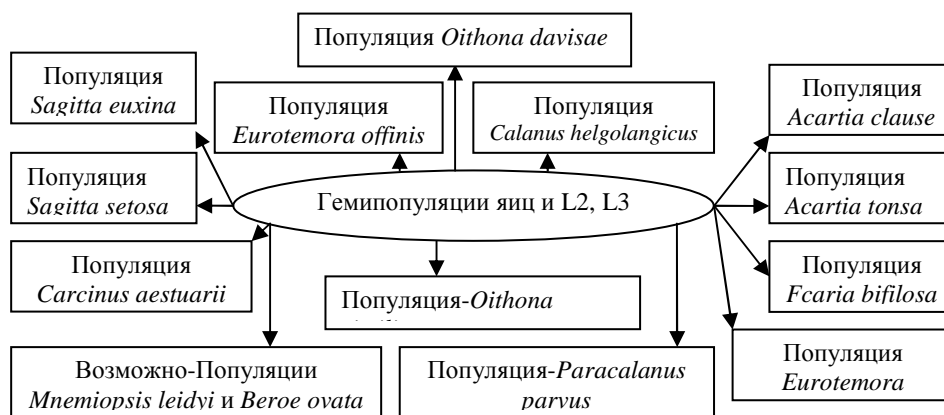 Популяция Oithona davisae
Популяция
Sagitta euxina
Популяция
Eurotemora offinis
Популяция
Calanus helgolangicus
Популяция
Acartia clause
Популяция
Sagitta setosa
Гемипопуляции яиц и L2, L3
Популяция
Acartia tonsa
Популяция
Carcinus aestuarii
Популяция-Oithona
Популяция
Fcaria bifilosa
Возможно-Популяции
Mnemiopsis leidyi и Beroe ovata
Популяция-Paracalanus
parvus
Популяция
Eurotemora